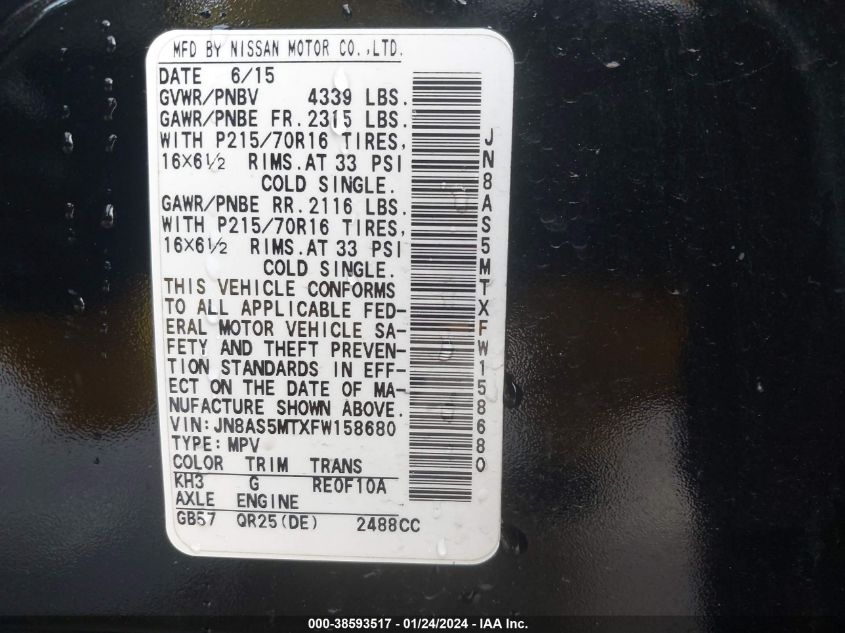 MFD BY NISSAN MOTOR CO.,LTD.
DATE 6/15
GVWR/PNBV 4339 LBS.
GAWR/PNBE FR. 2315 LBS.
WITH P215/70R16 TIRES,
16×6½ RIMS. AT 33 PSI
COLD SINGLE.
GAWR/PNBE RR. 2116 LBS.
WITH P215/70R16 TIRES,
16×6½ RIMS. AT 33 PSI
COLD SINGLE.
THIS VEHICLE CONFORMS
TO ALL APPLICABLE FED-
ERAL MOTOR VEHICLE SA-
FETY AND THEFT PREVEN-
TION STANDARDS IN EFF-
ECT ON THE DATE OF MA-
NUFACTURE SHOWN ABOVE.
VIN: JN8AS5MTXFW158680
TYPE: MPV
COLOR TRIM TRANS
KH3 G RE0F10A
AXLE ENGINE
GB57 QR25(DE) 2488CC
JN8AS5MTXFW158680
000-38593517 - 01/24/2024 - IAA Inc.